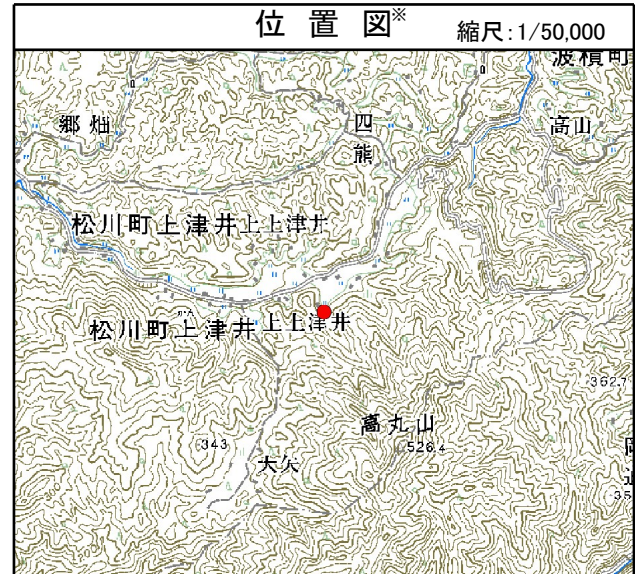 位置図※
縮尺:1/50,000
波積町
郷畑
四熊
高山
松川町上津井
上上津井
松川町上津井
上上津井
362.7
高丸山
526.4
343
大矢